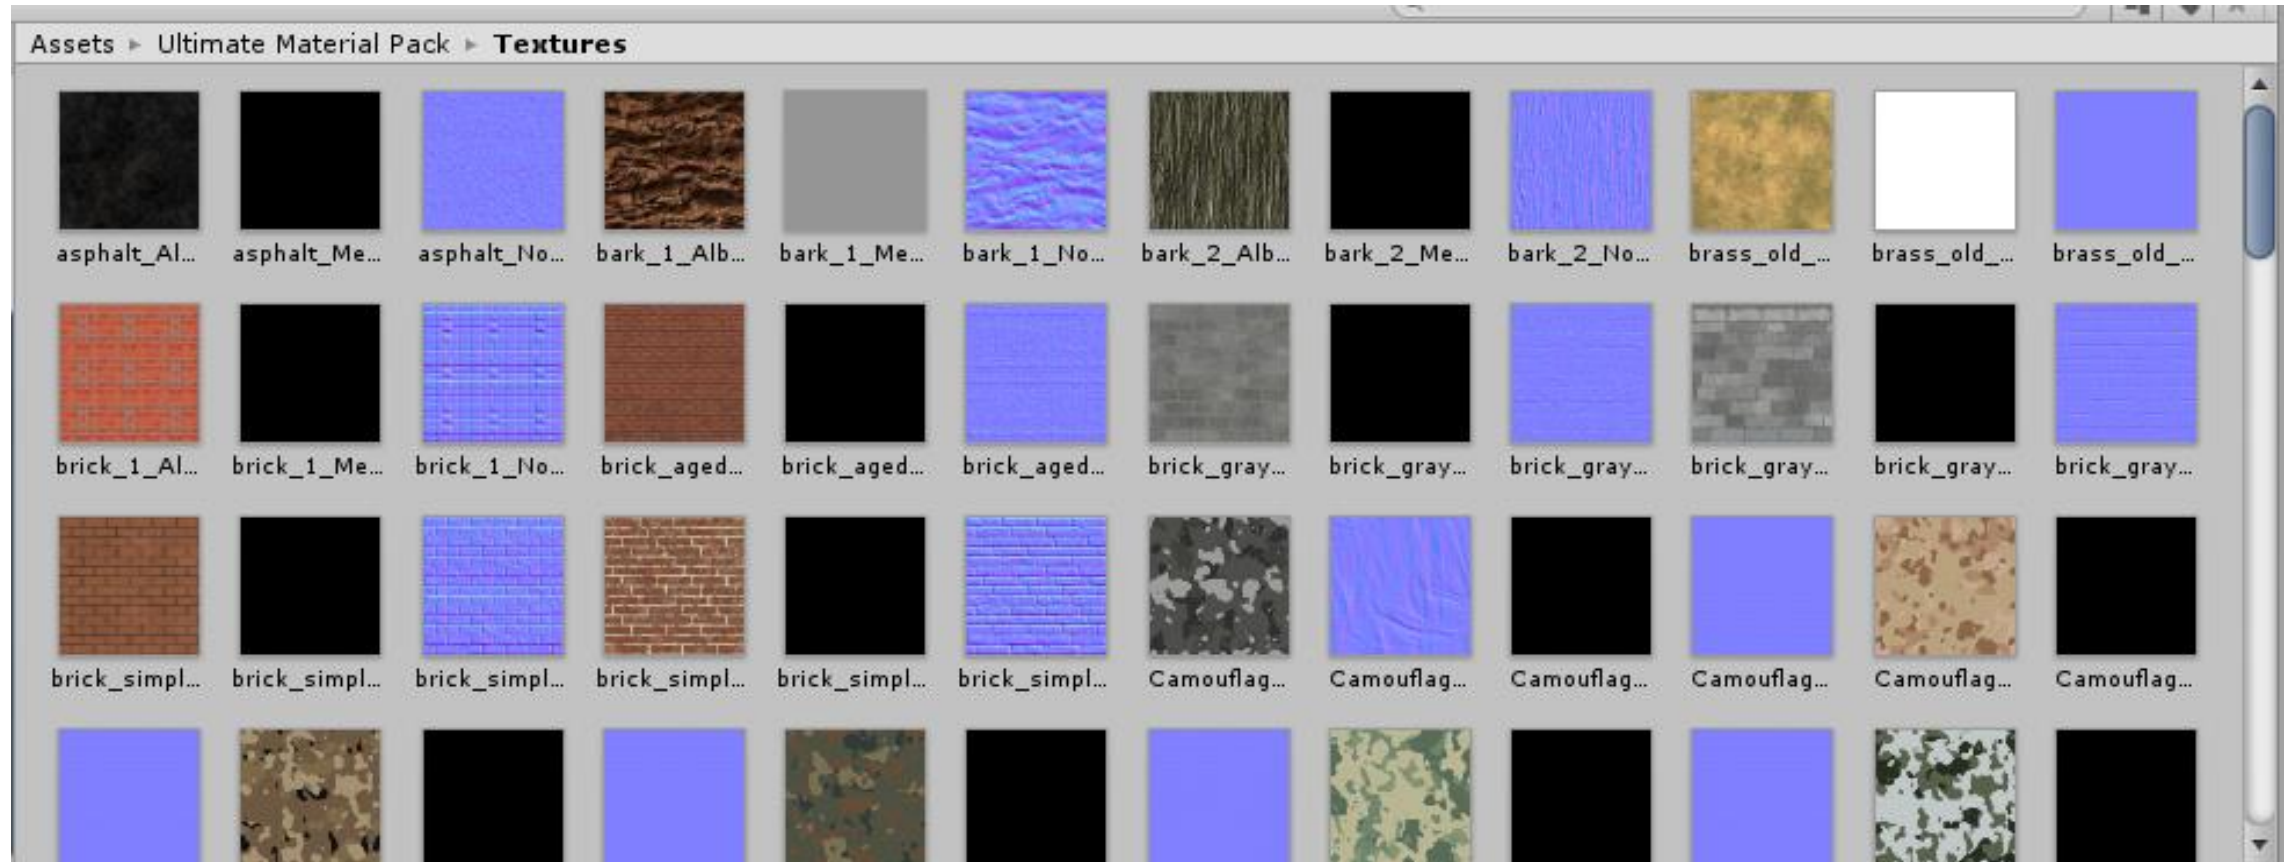 Assets ▸ Ultimate Material Pack ▸ Textures
asphalt_Al... asphalt_Me... asphalt_No... bark_1_Alb... bark_1_Me... bark_1_No... bark_2_Alb... bark_2_Me... bark_2_No... brass_old_... brass_old_... brass_old_...
brick_1_Al... brick_1_Me... brick_1_No... brick_aged... brick_aged... brick_aged... brick_gray... brick_gray... brick_gray... brick_gray... brick_gray... brick_gray...
brick_simpl... brick_simpl... brick_simpl... brick_simpl... brick_simpl... brick_simpl... Camouflag... Camouflag... Camouflag... Camouflag... Camouflag... Camouflag...